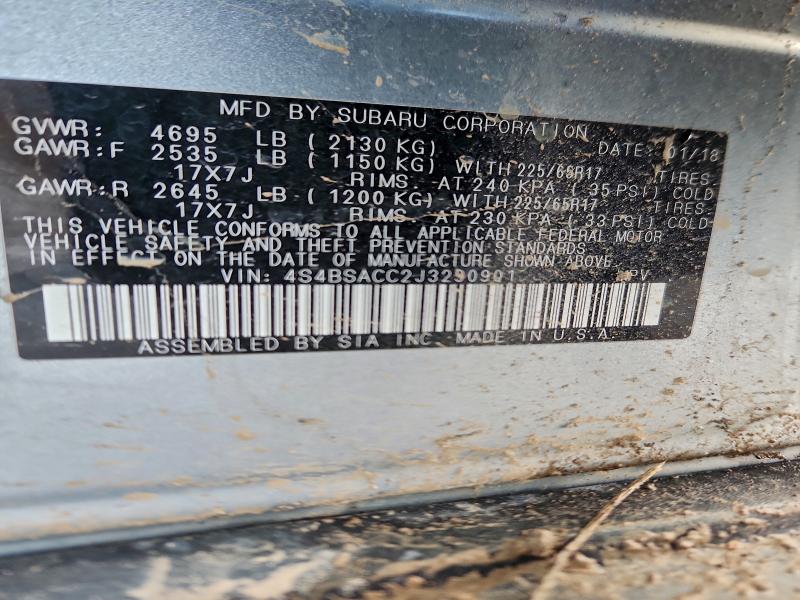 MFD BY SUBARU CORPORATION
GVWR: 4695 LB ( 2130 KG) DATE: 01/18
GAWR:F 2535 LB ( 1150 KG) WITH 225/65R17 TIRES
17X7J RIMS. AT 240 KPA ( 35 PSI) COLD
GAWR:R 2645 LB ( 1200 KG) WITH 225/65R17 TIRES
17X7J RIMS. AT 230 KPA ( 33 PSI) COLD
THIS VEHICLE CONFORMS TO ALL APPLICABLE FEDERAL MOTOR
VEHICLE SAFETY AND THEFT PREVENTION STANDARDS
IN EFFECT ON THE DATE OF MANUFACTURE SHOWN ABOVE.
VIN:
ASSEMBLED BY SIA INC. MADE IN U.S.A.